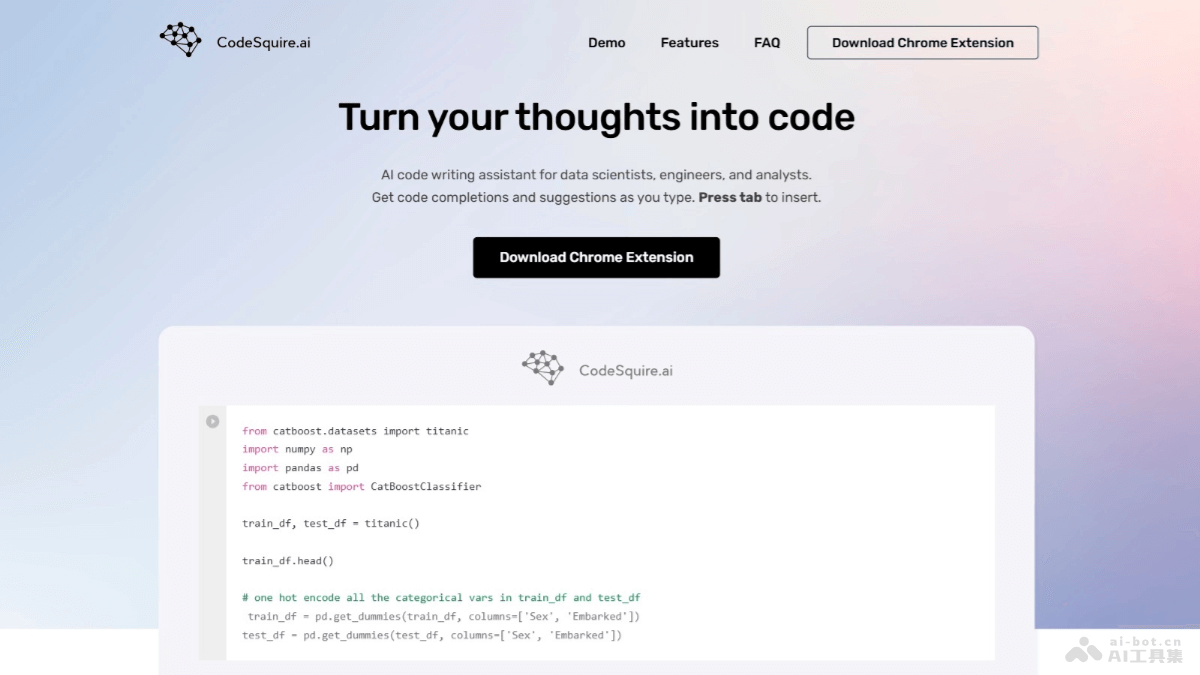 CodeSquire.ai
Demo
Features
FAQ
Download Chrome Extension
Turn your thoughts into code
AI code writing assistant for data scientists, engineers, and analysts.
Get code completions and suggestions as you type. Press tab to insert.
Download Chrome Extension
CodeSquire.ai
from catboost.datasets import titanic
import numpy as np
import pandas as pd
from catboost import CatBoostClassifier
train_df, test_df = titanic()
train_df.head()
# one hot encode all the categorical vars in train_df and test_df
train_df = pd.get_dummies(train_df, columns=['Sex', 'Embarked'])
test_df = pd.get_dummies(test_df, columns=['Sex', 'Embarked'])
ai-bot.cn
AI工具集